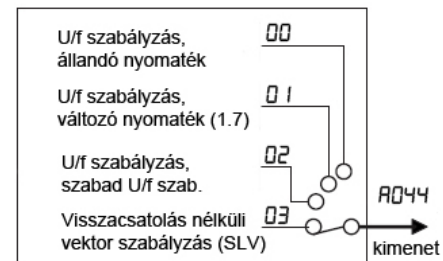 U/f szabályzás, 00
állandó nyomaték
U/f szabályzás, 01
változó nyomaték (1.7)
U/f szabályzás, 02
szabad U/f szab.
A044
Visszacsatolás nélküli 03
vektor szabályzás (SLV)
kimenet